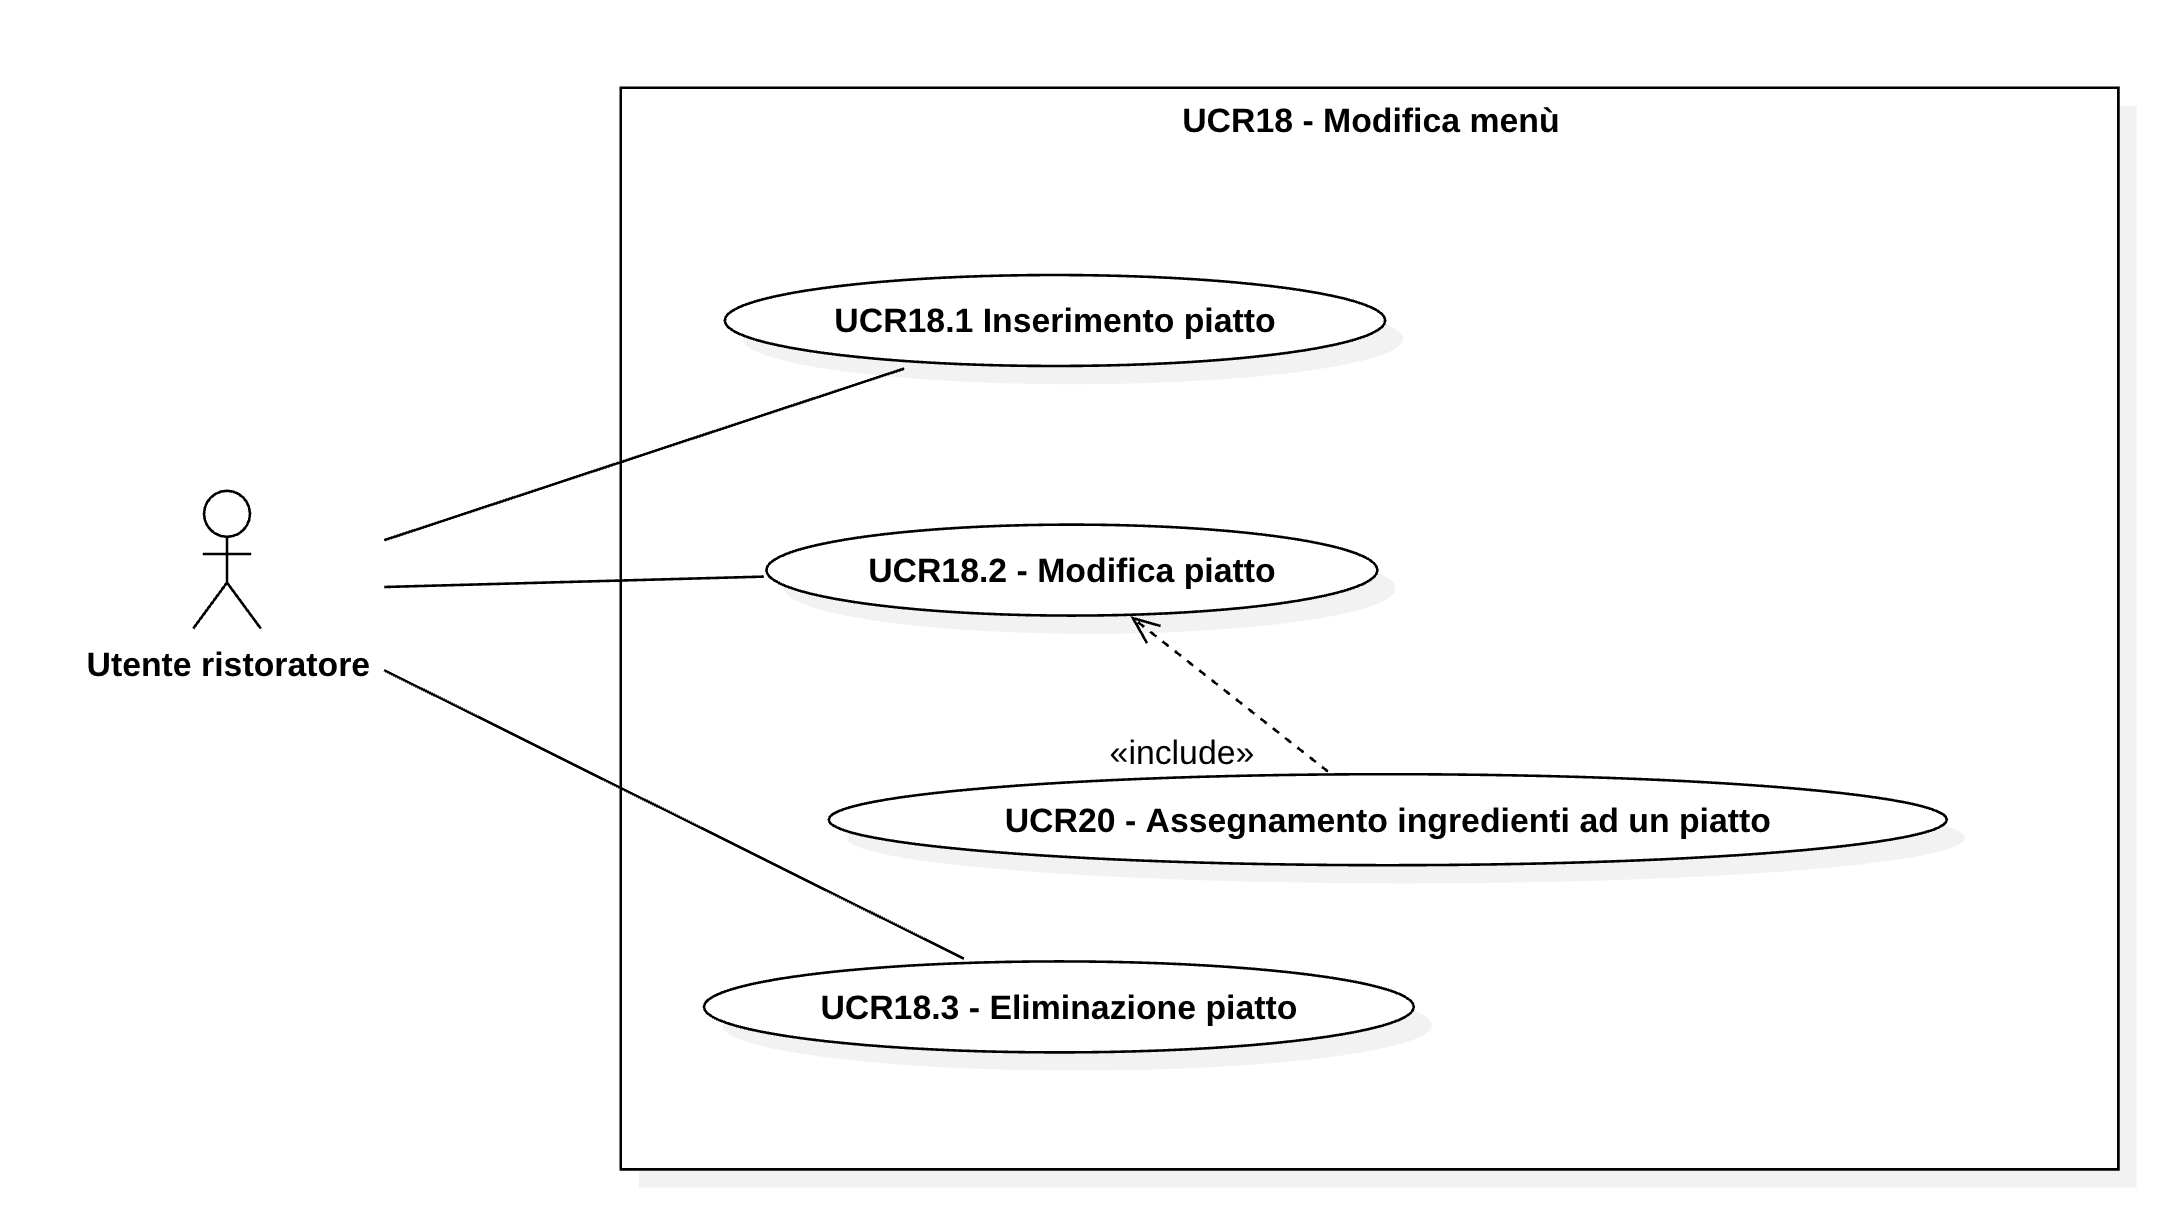 UCR18 - Modifica menù
UCR18.1 Inserimento piatto
UCR18.2 - Modifica piatto
Utente ristoratore
«include»
UCR20 - Assegnamento ingredienti ad un piatto
UCR18.3 - Eliminazione piatto